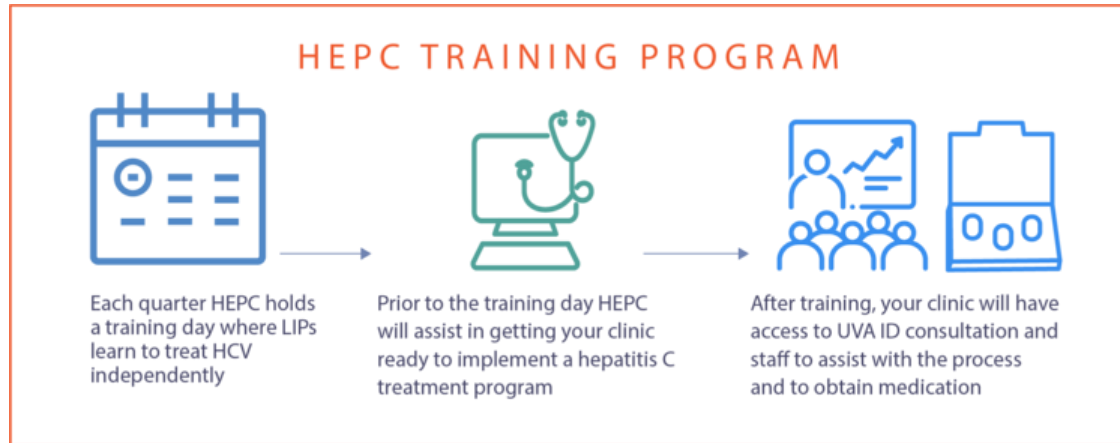 HEPC TRAINING PROGRAM
Each quarter HEPC holds
a training day where LIPs
learn to treat HCV
independently
Prior to the training day HEPC
will assist in getting your clinic
ready to implement a hepatitis C
treatment program
After training, your clinic will have
access to UVA ID consultation and
staff to assist with the process
and to obtain medication